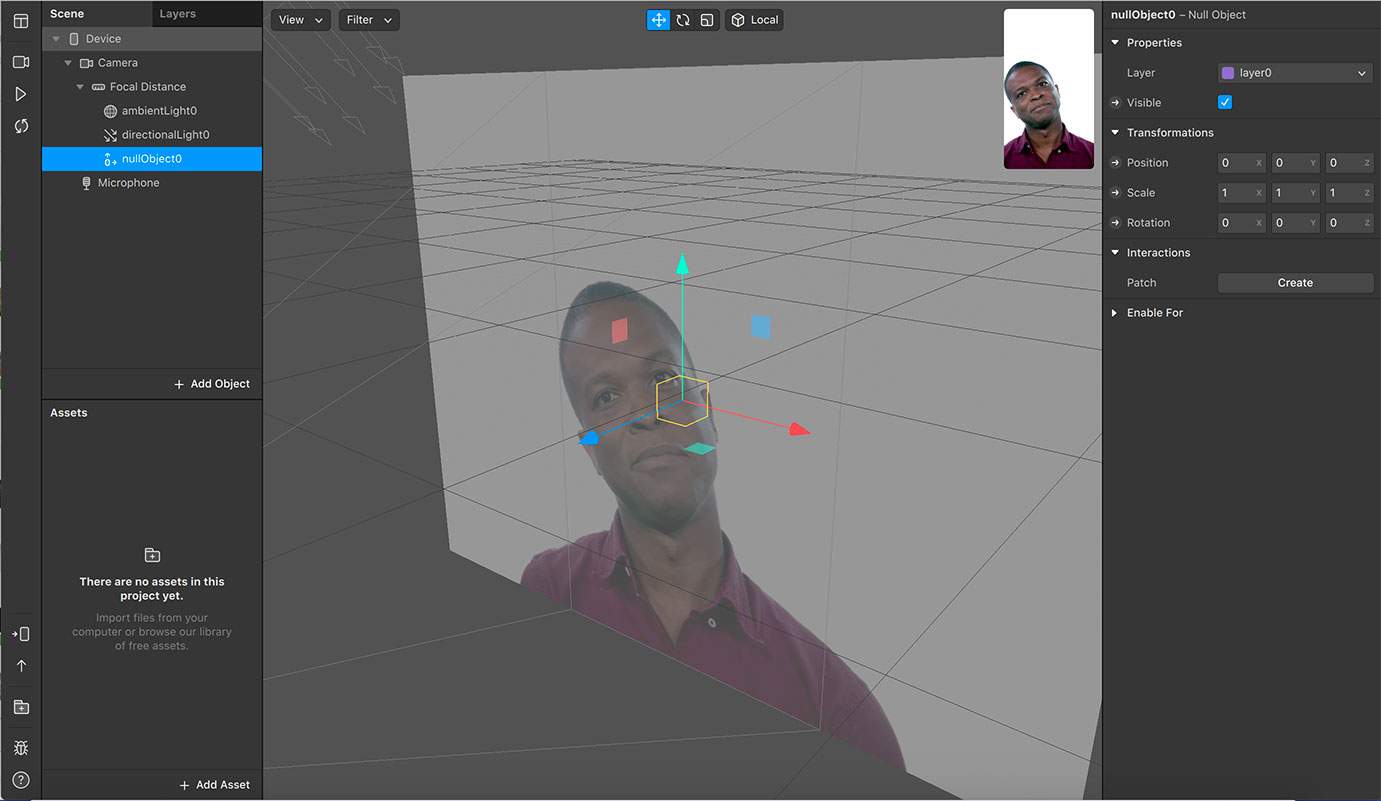 Scene
Layers
Device
Camera
Focal Distance
ambientLight0
directionalLight0
nullObject0
Microphone
+ Add Object
Assets
There are no assets in this
project yet.
Import files from your
computer or browse our library
of free assets.
+ Add Asset
View
Filter
Local
nullObject0 – Null Object
Properties
Layer layer0
Visible
Transformations
Position 0 X 0 Y 0 Z
Scale 1 X 1 Y 1 Z
Rotation 0 X 0 Y 0 Z
Interactions
Patch Create
Enable For